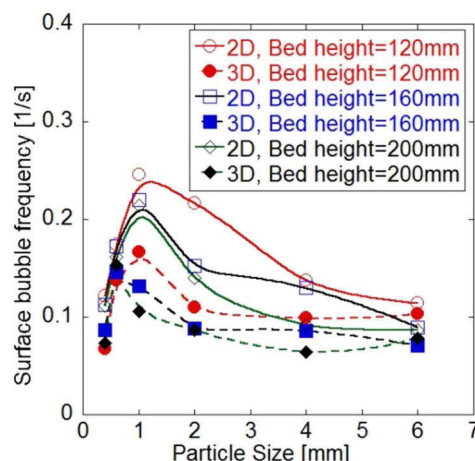 0.4
0.3
0.2
0.1
0
Surface bubble frequency [1/s]
2D, Bed height=120mm
3D, Bed height=120mm
2D, Bed height=160mm
3D, Bed height=160mm
2D, Bed height=200mm
3D, Bed height=200mm
0 1 2 3 4 5 6 7
Particle Size [mm]